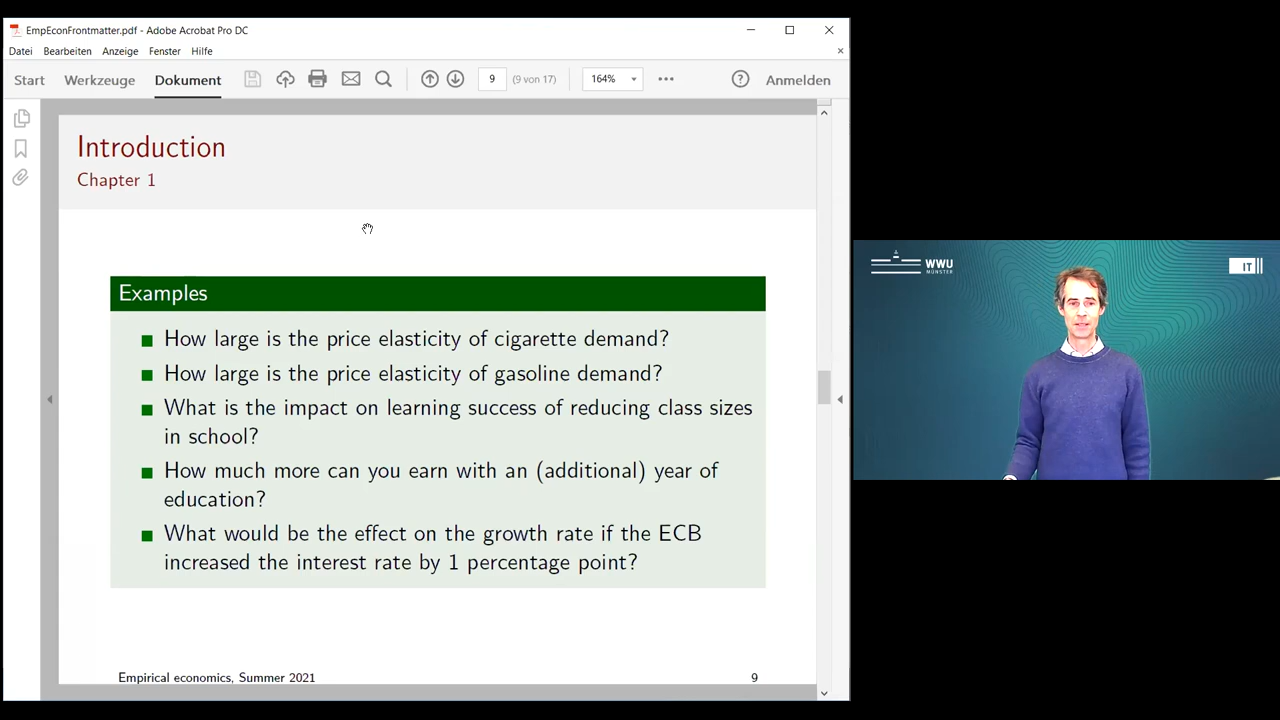 EmpEconFrontmatter.pdf - Adobe Acrobat Pro DC
Datei Bearbeiten Anzeige Fenster Hilfe
Start Werkzeuge Dokument 9 (9 von 17) 164% Anmelden
Introduction
Chapter 1
Examples
How large is the price elasticity of cigarette demand?
How large is the price elasticity of gasoline demand?
What is the impact on learning success of reducing class sizes
in school?
How much more can you earn with an (additional) year of
education?
What would be the effect on the growth rate if the ECB
increased the interest rate by 1 percentage point?
Empirical economics, Summer 2021 9
WWU
MÜNSTER
IT